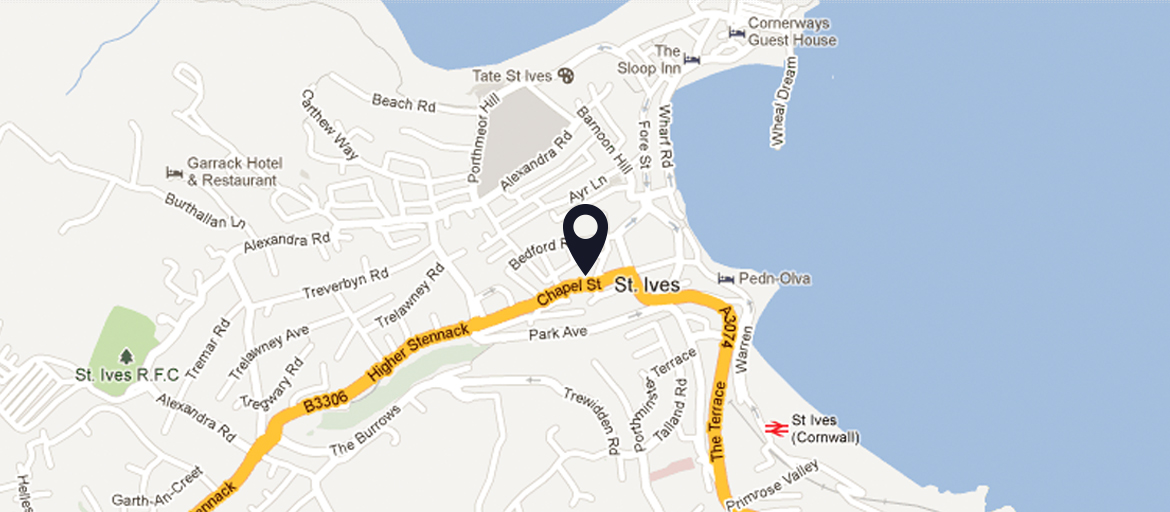 Cornerways
Guest House
The
Sloop Inn
Tate St Ives
Wheal Dream
Beach Rd
Carthew Way
Porthmeor Hill
Barnoon Hill
Fore St
Wharf Rd
Alexandra Rd
Garrack Hotel
& Restaurant
Ayr Ln
Burthallan Ln
Alexandra Rd
Bedford
Treverbyn Rd
Chapel St
St. Ives
Pedn-Olva
Trelawney Rd
A3074
Park Ave
Higher Stennack
Warren
Tremar Rd
Trelawney Ave
St. Ives R.F.C
Tregwary Rd
Terrace
Porthminster
Talland Rd
B3306
Trewidden Rd
The Terrace
Alexandra Rd
The Burrows
St Ives
(Cornwall)
Garth-An-Creet
Primrose Valley
Helles
ennack